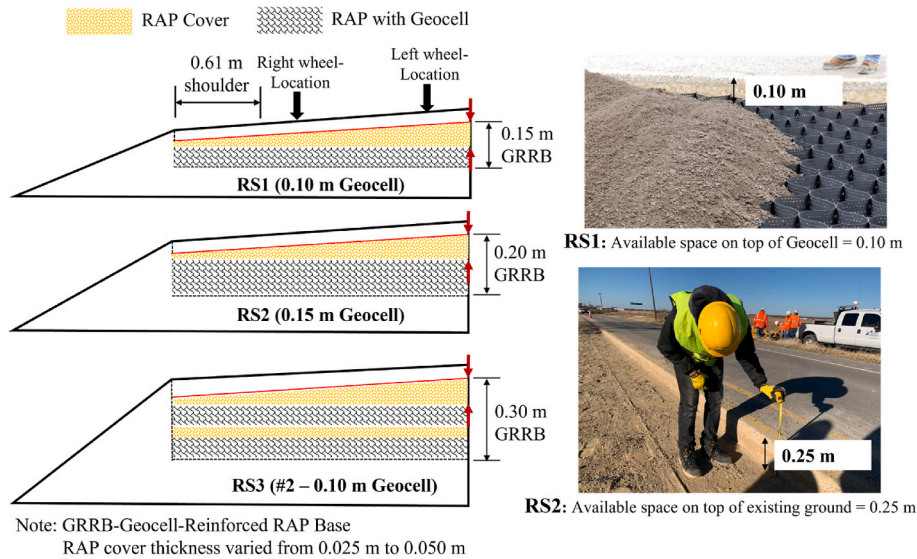 RAP Cover
RAP with Geocell
0.61 m
shoulder
Right wheel-
Location
Left wheel-
Location
0.15 m
GRRB
RS1 (0.10 m Geocell)
0.20 m
GRRB
RS2 (0.15 m Geocell)
0.30 m
GRRB
RS3 (#2 – 0.10 m Geocell)
Note: GRRB-Geocell-Reinforced RAP Base
RAP cover thickness varied from 0.025 m to 0.050 m
0.10 m
RS1: Available space on top of Geocell = 0.10 m
0.25 m
RS2: Available space on top of existing ground = 0.25 m